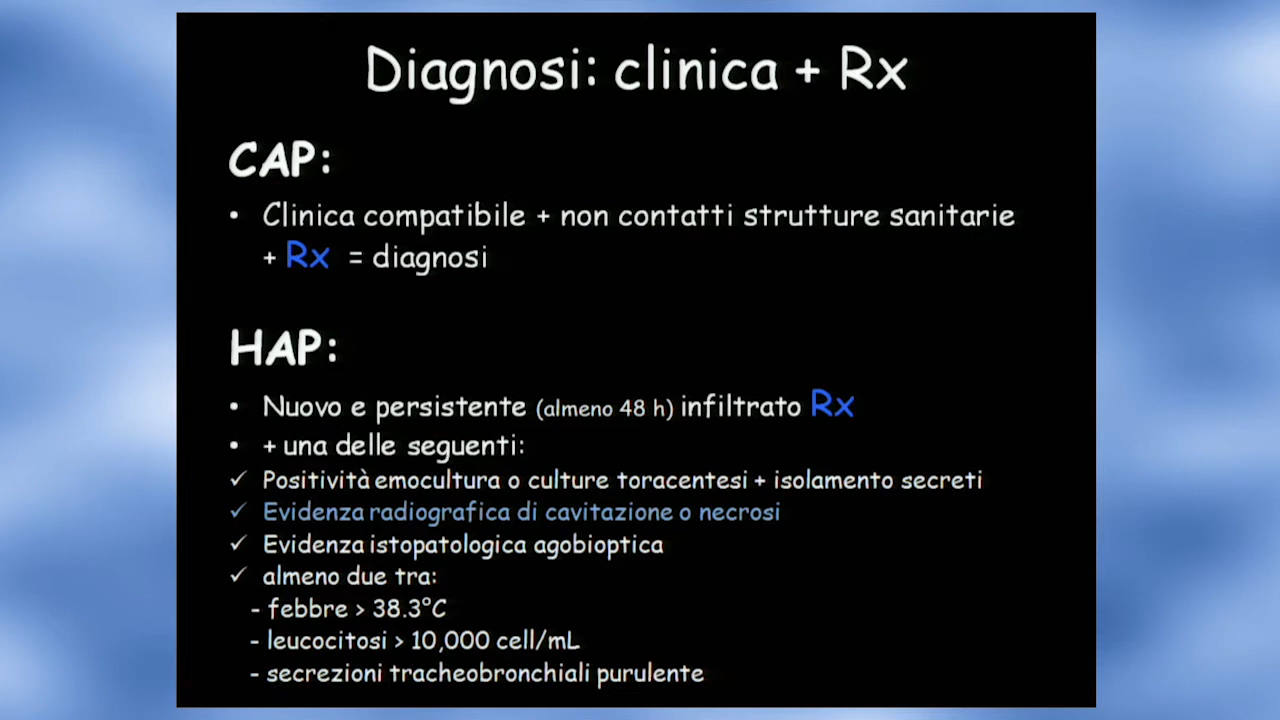 Diagnosi: clinica + Rx
CAP:
• Clinica compatibile + non contatti strutture sanitarie
+ Rx = diagnosi
HAP:
• Nuovo e persistente (almeno 48 h) infiltrato Rx
• + una delle seguenti:
✓ Positività emocultura o culture toracentesi + isolamento secreti
✓ Evidenza radiografica di cavitazione o necrosi
✓ Evidenza istopatologica agobioptica
✓ almeno due tra:
- febbre > 38.3°C
- leucocitosi > 10,000 cell/mL
- secrezioni tracheobronchiali purulente